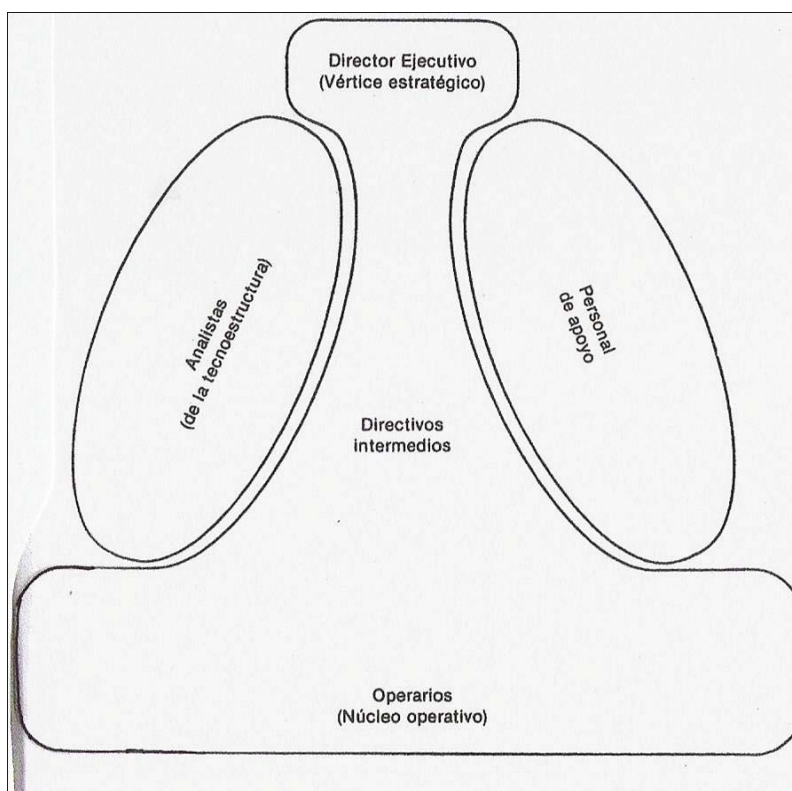 Director Ejecutivo
(Vértice estratégico)
Analistas
(de la tecnoestructura)
Personal
de apoyo
Directivos
intermedios
Operarios
(Núcleo operativo)